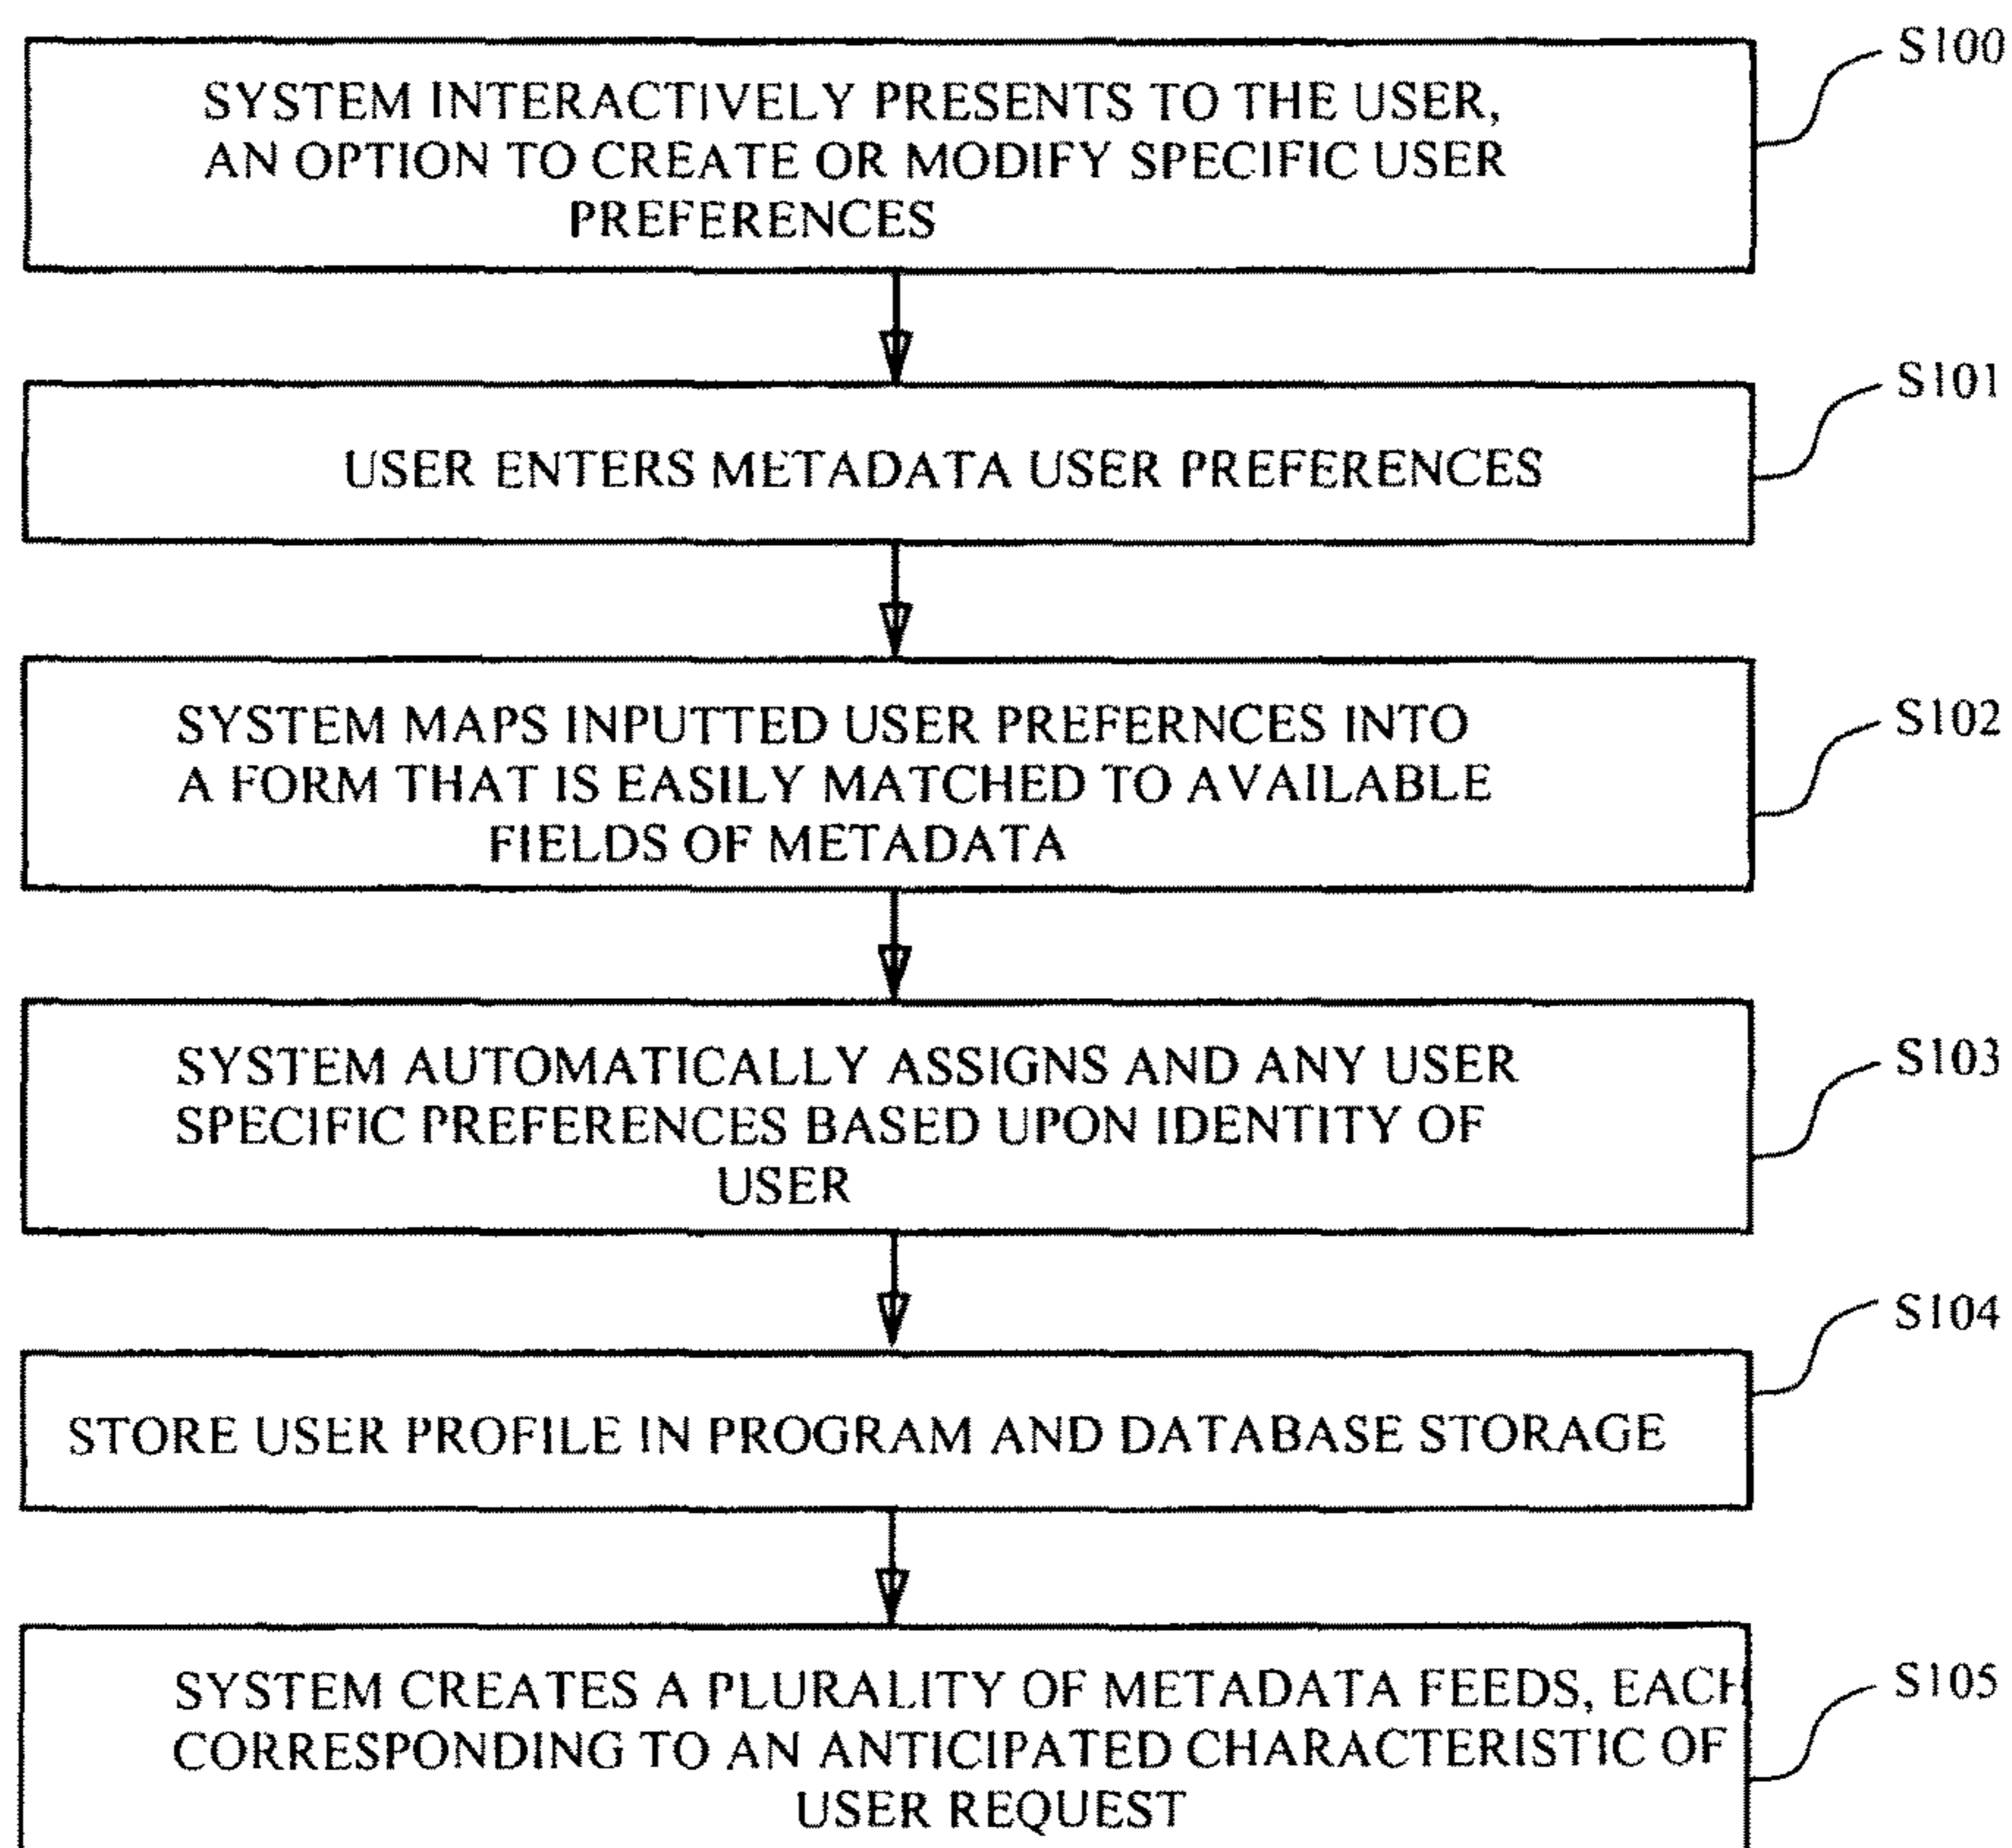 SYSTEM INTERACTIVELY PRESENTS TO THE USER,
AN OPTION TO CREATE OR MODIFY SPECIFIC USER
PREFERENCES
S100
USER ENTERS METADATA USER PREFERENCES
S101
SYSTEM MAPS INPUTTED USER PREFERNCES INTO
A FORM THAT IS EASILY MATCHED TO AVAILABLE
FIELDS OF METADATA
S102
SYSTEM AUTOMATICALLY ASSIGNS AND ANY USER
SPECIFIC PREFERENCES BASED UPON IDENTITY OF
USER
S103
STORE USER PROFILE IN PROGRAM AND DATABASE STORAGE
S104
SYSTEM CREATES A PLURALITY OF METADATA FEEDS, EACH
CORRESPONDING TO AN ANTICIPATED CHARACTERISTIC OF
USER REQUEST
S105